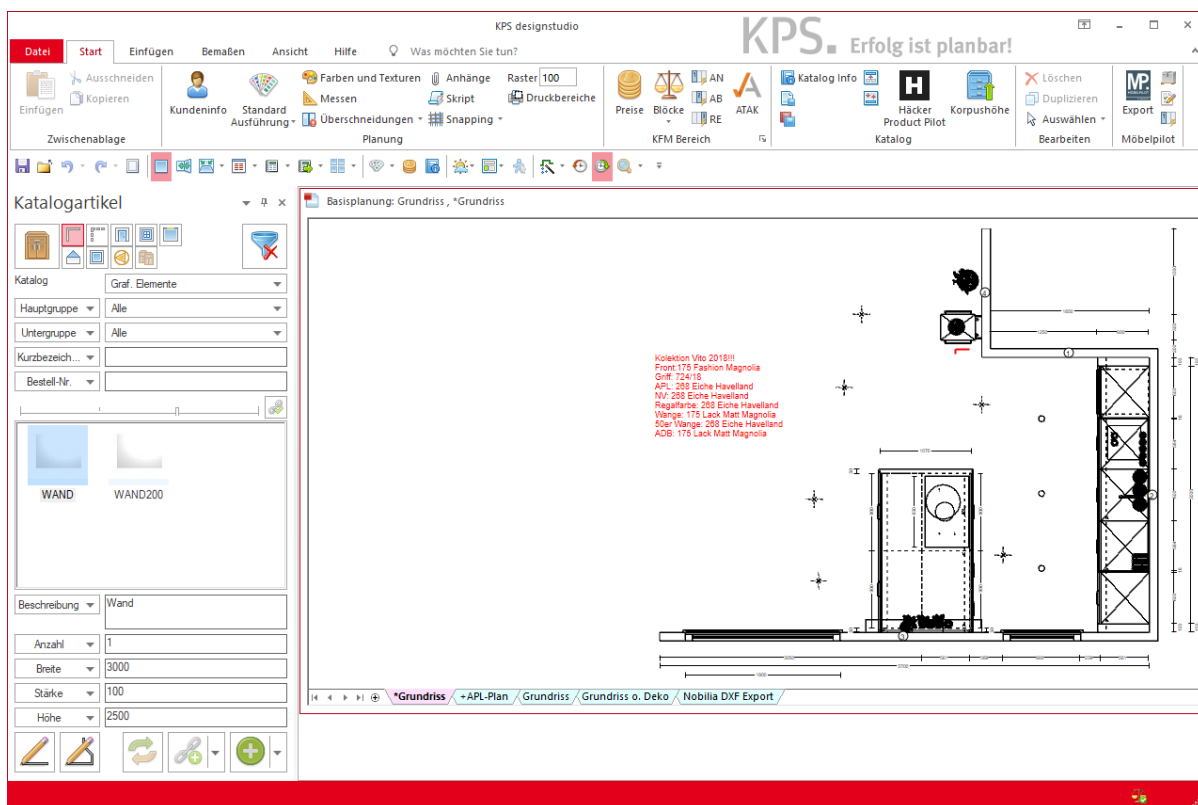 KPS designstudio
KPS. Erfolg ist planbar!
Datei Start Einfügen Bemaßen Ansicht Hilfe Was möchten Sie tun?
Ausschneiden Farben und Texturen Anhänge Raster 100 AN Katalog Info Löschen
Kopieren Messen Skript Druckbereiche AB Duplizieren
Einfügen Kundeninfo Standard Ausführung Überschneidungen Snapping Preise Blöcke RE ATAK Häcker Product Pilot Korpushöhe Auswählen Export
Zwischenablage Planung KFM Bereich Katalog Bearbeiten Möbelpilot
Katalogartikel
Basisplanung: Grundriss , *Grundriss
Katalog Graf. Elemente
Hauptgruppe Alle
Untergruppe Alle
Kurzbezeich...
Bestell-Nr.
WAND WAND200
Beschreibung Wand
Anzahl 1
Breite 3000
Stärke 100
Höhe 2500
Kolektion Vito 2018!!!
Front:175 Fashion Magnolia
Griff: 724/18
APL: 268 Eiche Havelland
NV: 268 Eiche Havelland
Regalfarbe: 268 Eiche Havelland
Wange: 175 Lack Matt Magnolia
50er Wange: 268 Eiche Havelland
ADB: 175 Lack Matt Magnolia
*Grundriss +APL-Plan Grundriss Grundriss o. Deko Nobilia DXF Export